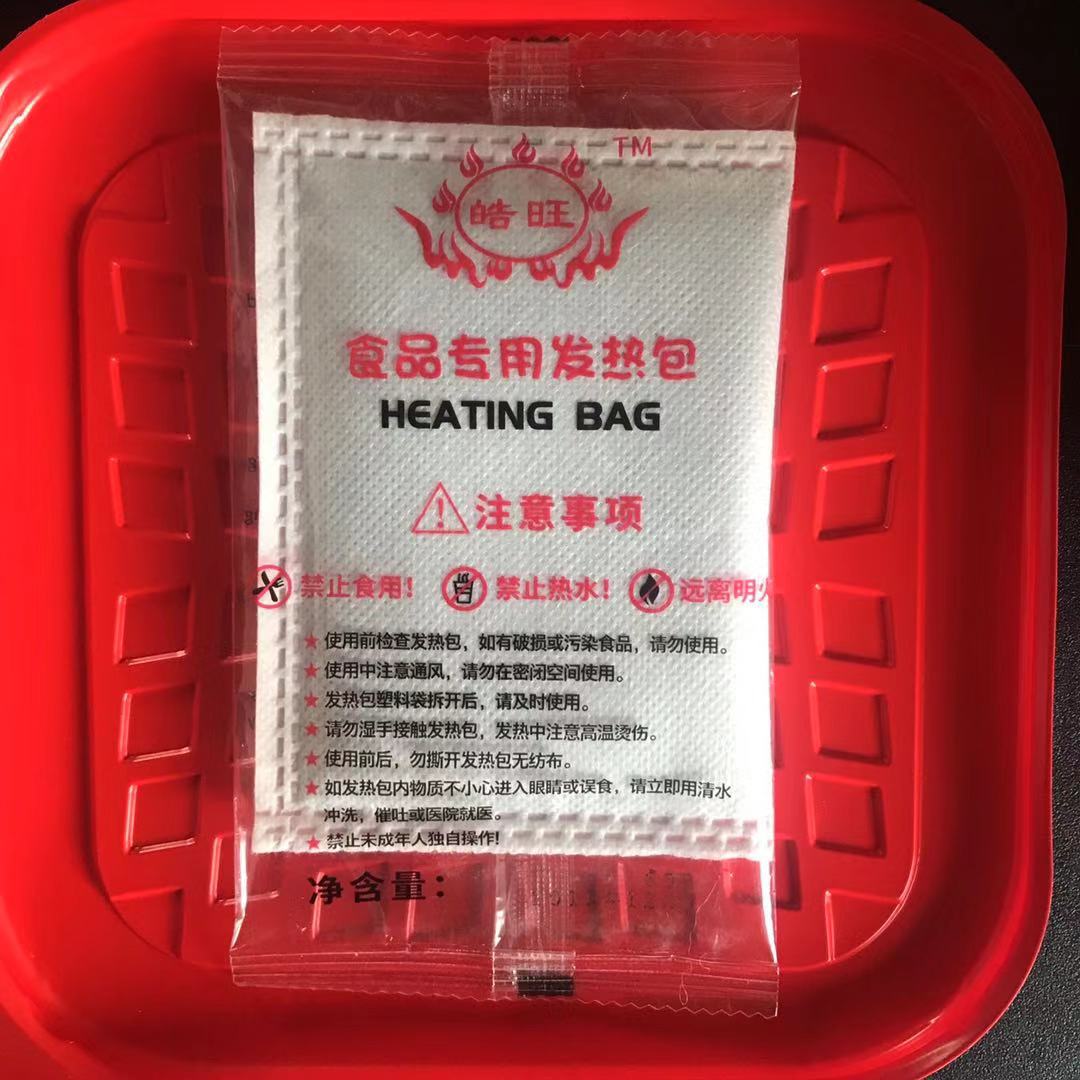 TM
皓旺
食品专用发热包
HEATING BAG
注意事项
禁止食用! 禁止热水! 远离明火
★使用前检查发热包，如有破损或污染食品，请勿使用。
★使用中注意通风，请勿在密闭空间使用。
★发热包塑料袋拆开后，请及时使用。
★请勿湿手接触发热包，发热中注意高温烫伤。
★使用前后，勿撕开发热包无纺布。
★如发热包内物质不小心进入眼睛或误食，请立即用清水
冲洗，催吐或医院就医。
★禁止未成年人独自操作!
净含量：